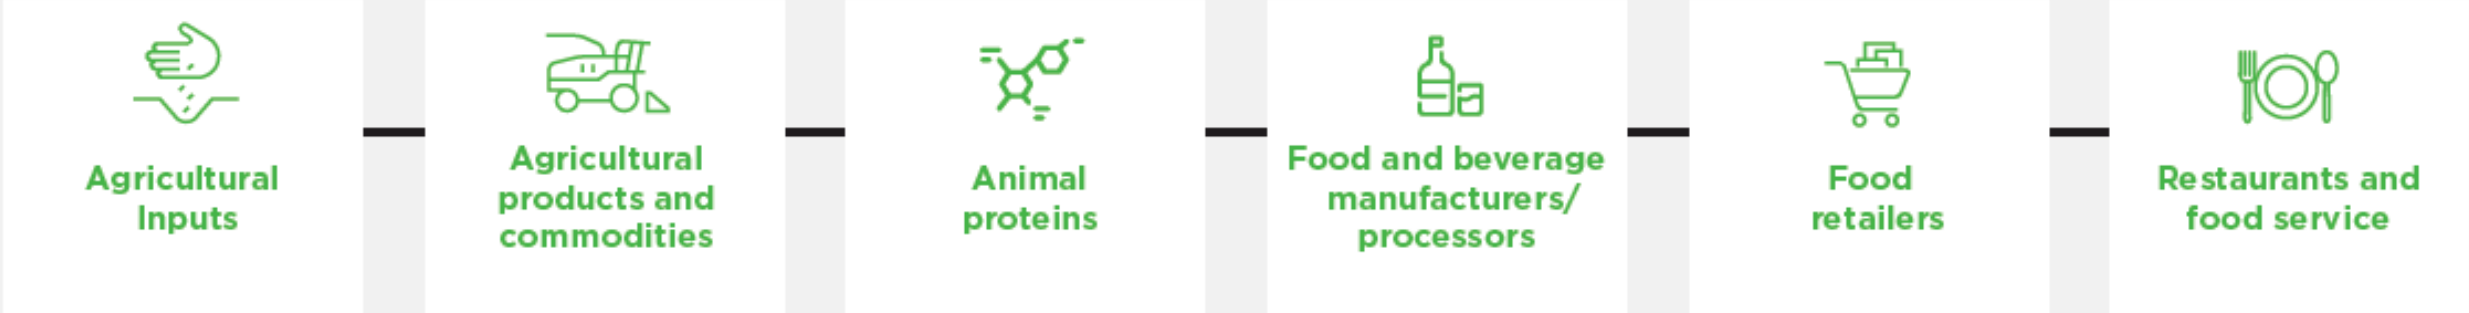 Agricultural
Inputs
Agricultural
products and
commodities
Animal
proteins
Food and beverage
manufacturers/
processors
Food
retailers
Restaurants and
food service